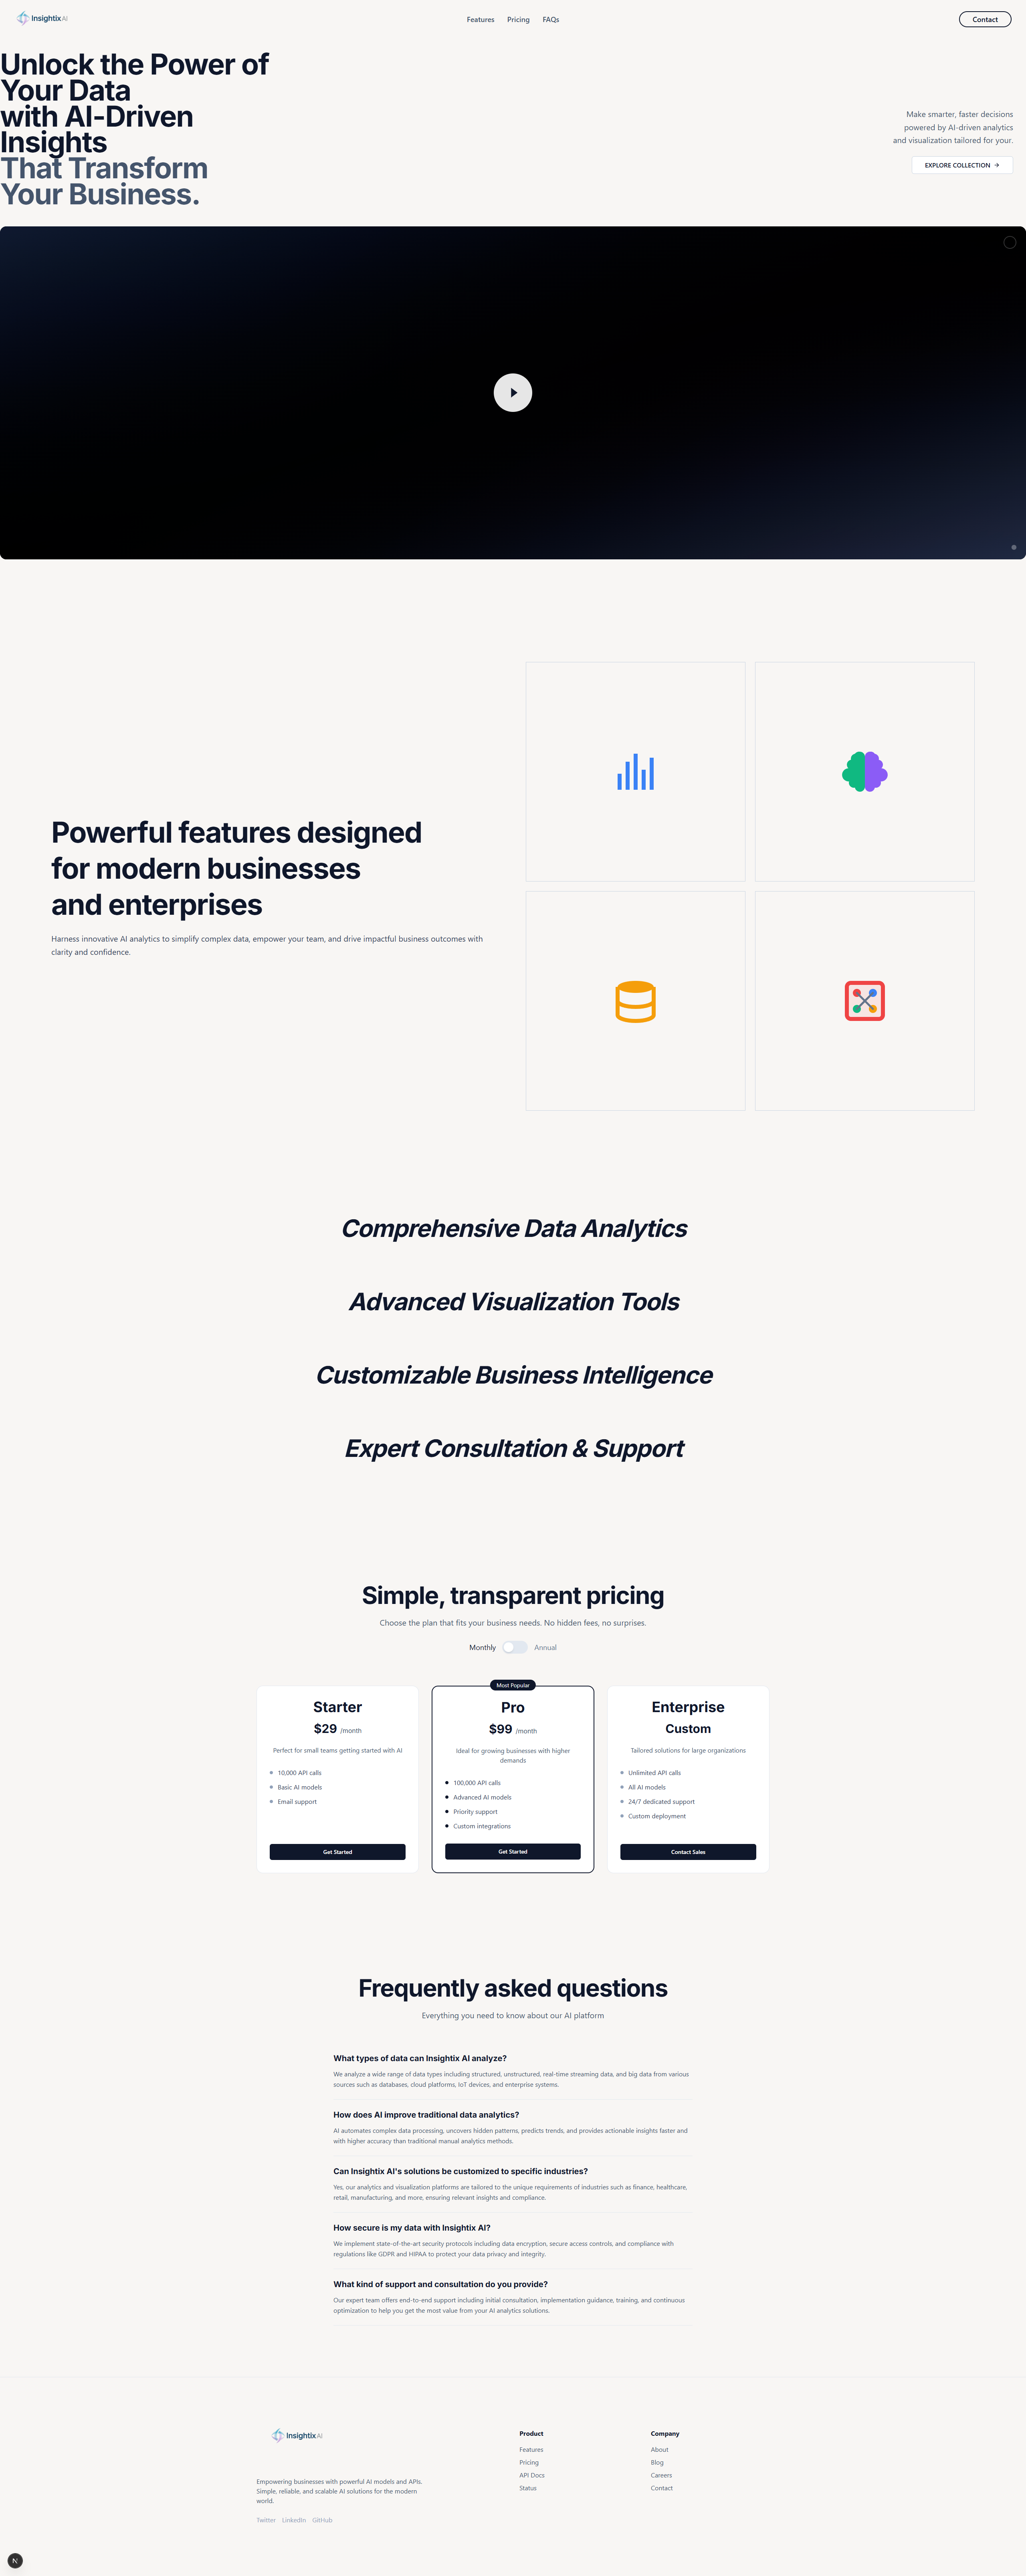 Insightix AI
Features Pricing FAQs
Contact
Unlock the Power of
Your Data
with AI-Driven
Insights
That Transform
Your Business.
Make smarter, faster decisions
powered by AI-driven analytics
and visualization tailored for your.
EXPLORE COLLECTION →
Powerful features designed
for modern businesses
and enterprises
Harness innovative AI analytics to simplify complex data, empower your team, and drive impactful business outcomes with
clarity and confidence.
Comprehensive Data Analytics
Advanced Visualization Tools
Customizable Business Intelligence
Expert Consultation & Support
Simple, transparent pricing
Choose the plan that fits your business needs. No hidden fees, no surprises.
Monthly Annual
Starter
$29 /month
Perfect for small teams getting started with AI
10,000 API calls
Basic AI models
Email support
Get Started
Most Popular
Pro
$99 /month
Ideal for growing businesses with higher
demands
100,000 API calls
Advanced AI models
Priority support
Custom integrations
Get Started
Enterprise
Custom
Tailored solutions for large organizations
Unlimited API calls
All AI models
24/7 dedicated support
Custom deployment
Contact Sales
Frequently asked questions
Everything you need to know about our AI platform
What types of data can Insightix AI analyze?
We analyze a wide range of data types including structured, unstructured, real-time streaming data, and big data from various
sources such as databases, cloud platforms, IoT devices, and enterprise systems.
How does AI improve traditional data analytics?
AI automates complex data processing, uncovers hidden patterns, predicts trends, and provides actionable insights faster and
with higher accuracy than traditional manual analytics methods.
Can Insightix AI's solutions be customized to specific industries?
Yes, our analytics and visualization platforms are tailored to the unique requirements of industries such as finance, healthcare,
retail, manufacturing, and more, ensuring relevant insights and compliance.
How secure is my data with Insightix AI?
We implement state-of-the-art security protocols including data encryption, secure access controls, and compliance with
regulations like GDPR and HIPAA to protect your data privacy and integrity.
What kind of support and consultation do you provide?
Our expert team offers end-to-end support including initial consultation, implementation guidance, training, and continuous
optimization to help you get the most value from your AI analytics solutions.
Insightix AI
Empowering businesses with powerful AI models and APIs.
Simple, reliable, and scalable AI solutions for the modern
world.
Twitter LinkedIn GitHub
Product
Features
Pricing
API Docs
Status
Company
About
Blog
Careers
Contact
N